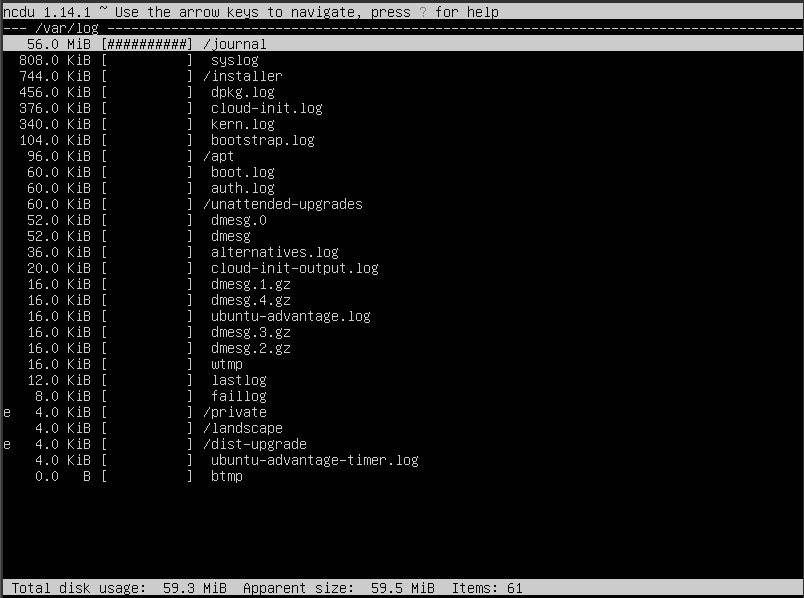 ncdu 1.14.1 ~ Use the arrow keys to navigate, press ? for help
--- /var/log ---------------------------------------------------------------------------------------
   56.0 MiB [##########] /journal
  808.0 KiB [          ]  syslog
  744.0 KiB [          ] /installer
  456.0 KiB [          ]  dpkg.log
  376.0 KiB [          ]  cloud-init.log
  340.0 KiB [          ]  kern.log
  104.0 KiB [          ]  bootstrap.log
   96.0 KiB [          ] /apt
   60.0 KiB [          ]  boot.log
   60.0 KiB [          ]  auth.log
   60.0 KiB [          ] /unattended-upgrades
   52.0 KiB [          ]  dmesg.0
   52.0 KiB [          ]  dmesg
   36.0 KiB [          ]  alternatives.log
   20.0 KiB [          ]  cloud-init-output.log
   16.0 KiB [          ]  dmesg.1.gz
   16.0 KiB [          ]  dmesg.4.gz
   16.0 KiB [          ]  ubuntu-advantage.log
   16.0 KiB [          ]  dmesg.3.gz
   16.0 KiB [          ]  dmesg.2.gz
   16.0 KiB [          ]  wtmp
   12.0 KiB [          ]  lastlog
    8.0 KiB [          ]  faillog
e   4.0 KiB [          ] /private
    4.0 KiB [          ] /landscape
e   4.0 KiB [          ] /dist-upgrade
    4.0 KiB [          ]  ubuntu-advantage-timer.log
    0.0   B [          ]  btmp
 Total disk usage:  59.3 MiB  Apparent size:  59.5 MiB  Items: 61